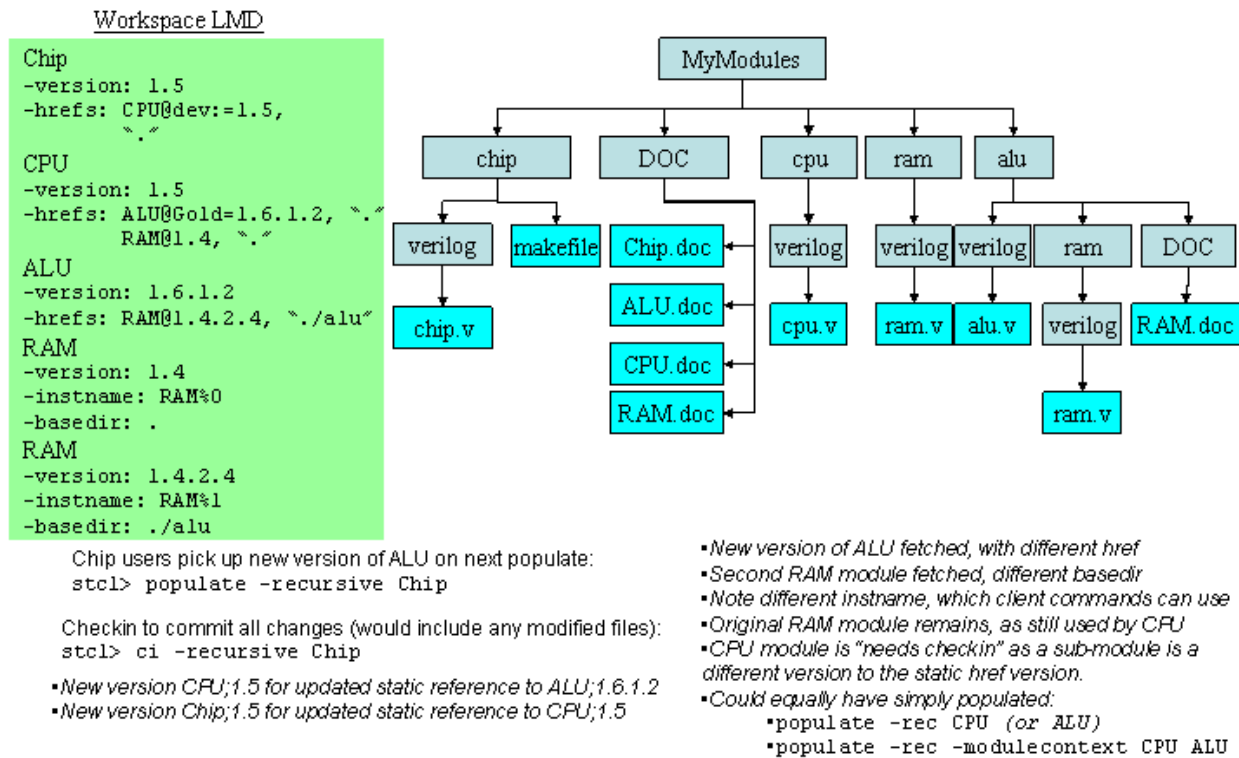 Workspace LMD
Chip
-version: 1.5
-hrefs: CPU@dev:=1.5,
"."
CPU
-version: 1.5
-hrefs: ALU@Gold=1.6.1.2, "."
RAM@1.4, "."
ALU
-version: 1.6.1.2
-hrefs: RAM@1.4.2.4, "./alu"
RAM
-version: 1.4
-instname: RAM%0
-basedir: .
RAM
-version: 1.4.2.4
-instname: RAM%1
-basedir: ./alu
MyModules
chip DOC cpu ram alu
verilog makefile Chip.doc verilog verilog verilog ram DOC
chip.v ALU.doc cpu.v ram.v alu.v verilog RAM.doc
CPU.doc
RAM.doc ram.v
Chip users pick up new version of ALU on next populate:
stcl> populate -recursive Chip
Checkin to commit all changes (would include any modified files):
stcl> ci -recursive Chip
▪New version CPU;1.5 for updated static reference to ALU;1.6.1.2
▪New version Chip;1.5 for updated static reference to CPU;1.5
▪New version of ALU fetched, with different href
▪Second RAM module fetched, different basedir
▪Note different instname, which client commands can use
▪Original RAM module remains, as still used by CPU
▪CPU module is "needs checkin" as a sub-module is a
different version to the static href version.
▪Could equally have simply populated:
▪populate -rec CPU (or ALU)
▪populate -rec -modulecontext CPU ALU